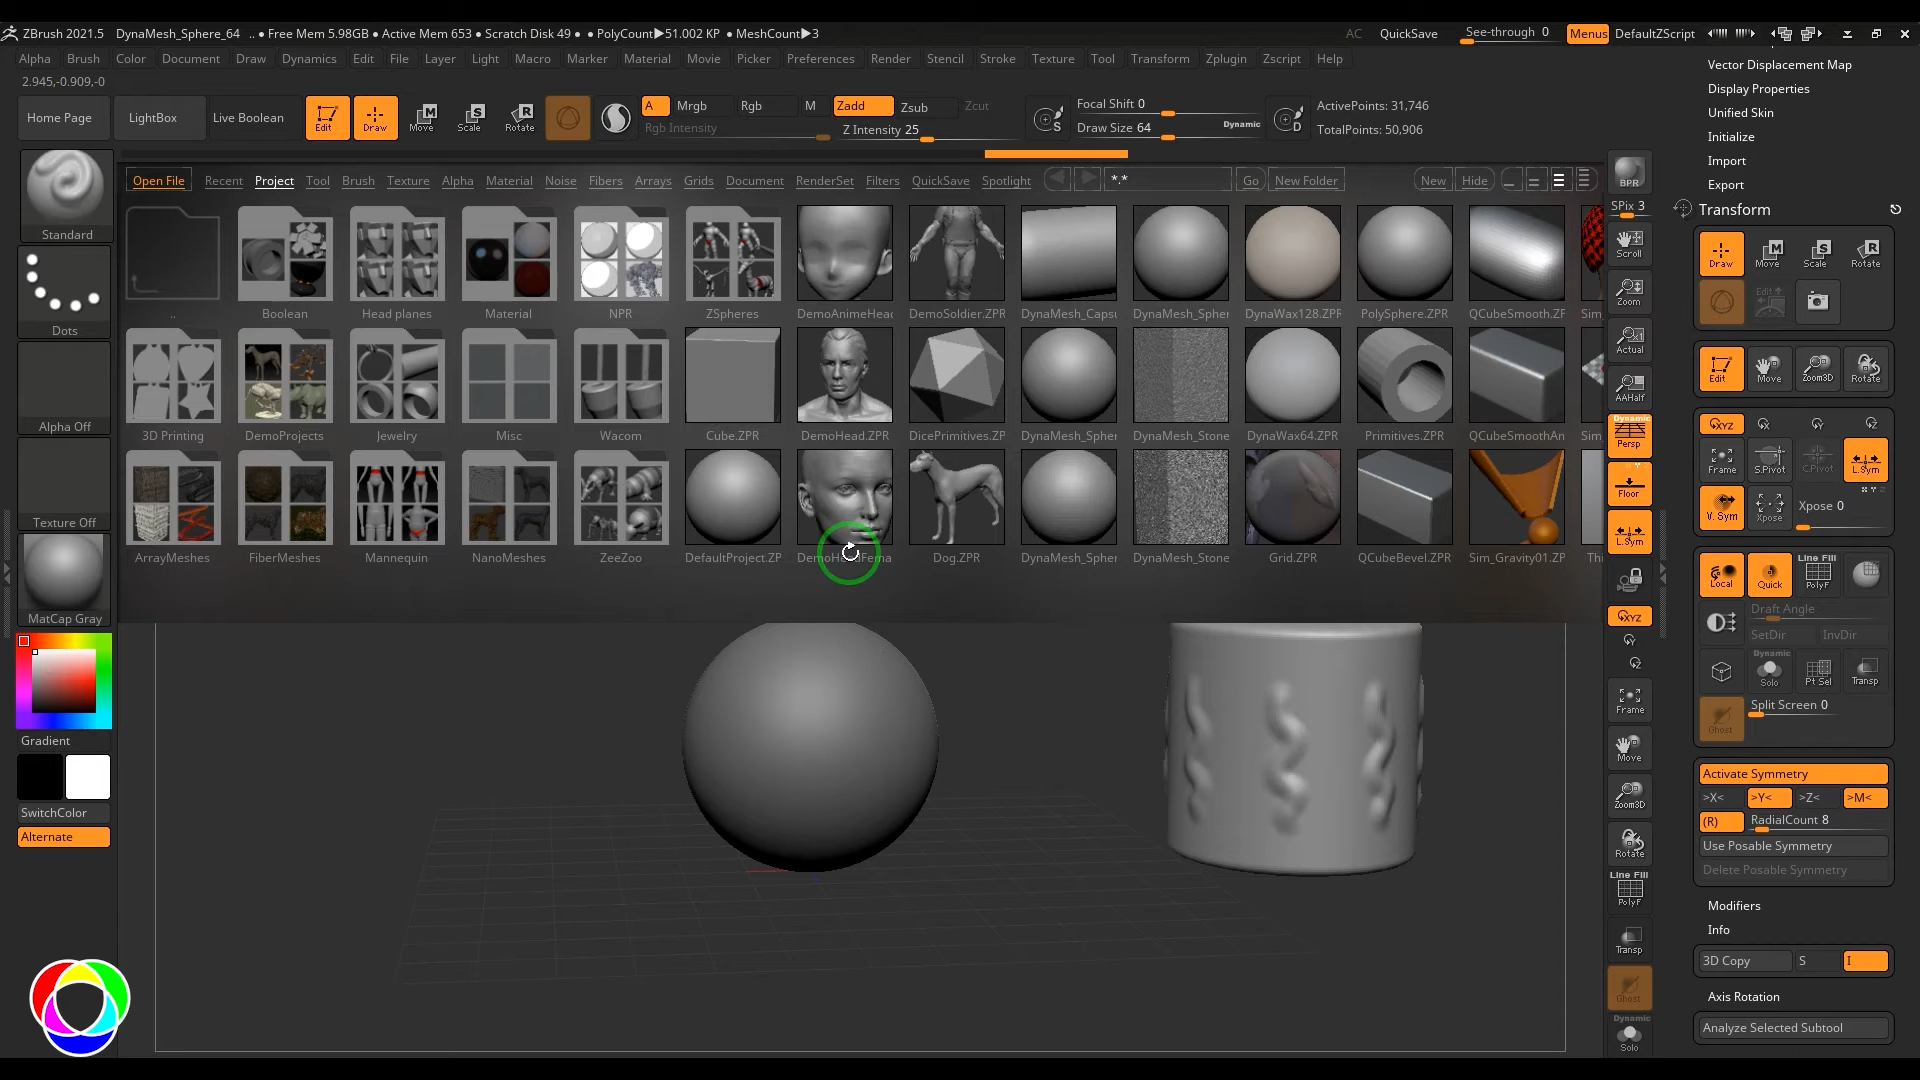 ZBrush 2021.5 DynaMesh_Sphere_64 .. ● Free Mem 5.98GB ● Active Mem 653 ● Scratch Disk 49 ● ● PolyCount▶51.002 KP ● MeshCount▶3 AC QuickSave See-through 0 Menus DefaultZScript
Alpha Brush Color Document Draw Dynamics Edit File Layer Light Macro Marker Material Movie Picker Preferences Render Stencil Stroke Texture Tool Transform Zplugin Zscript Help
2.945,-0.909,-0
Home Page LightBox Live Boolean Edit Draw Move Scale Rotate A Mrgb Rgb M Zadd Zsub Zcut
Rgb Intensity Z Intensity 25
S Focal Shift 0
Draw Size 64 Dynamic D ActivePoints: 31,746
TotalPoints: 50,906
Open File Recent Project Tool Brush Texture Alpha Material Noise Fibers Arrays Grids Document RenderSet Filters QuickSave Spotlight *.* Go New Folder New Hide
.. Boolean Head planes Material NPR ZSpheres DemoAnimeHeac DemoSoldier.ZPR DynaMesh_Capsu DynaMesh_Spher DynaWax128.ZPR PolySphere.ZPR QCubeSmooth.ZF Sim_
3D Printing DemoProjects Jewelry Misc Wacom Cube.ZPR DemoHead.ZPR DicePrimitives.ZP DynaMesh_Spher DynaMesh_Stone DynaWax64.ZPR Primitives.ZPR QCubeSmoothAn Sim_
ArrayMeshes FiberMeshes Mannequin NanoMeshes ZeeZoo DefaultProject.ZP Dog.ZPR DynaMesh_Spher DynaMesh_Stone Grid.ZPR QCubeBevel.ZPR Sim_Gravity01.ZP Thi
Standard
Dots
Alpha Off
Texture Off
MatCap Gray
Gradient
SwitchColor
Alternate
BPR
SPix 3
Scroll
Zoom
Actual
AAHalf
Dynamic
Persp
Floor
L.Sym
XYZ
Y
Z
Frame
Move
Zoom3D
Rotate
Line Fill
PolyF
Transp
Ghost
Dynamic
Solo
Vector Displacement Map
Display Properties
Unified Skin
Initialize
Import
Export
Transform
Draw Move Scale Rotate
Edit
Edit Move Zoom3D Rotate
XYZ X Y Z
Frame S.Pivot C.Pivot L.Sym
V. Sym Xpose Xpose 0
Local Quick Line Fill PolyF
Draft Angle
SetDir InvDir
Dynamic
Solo Pt Sel Transp
Ghost Split Screen 0
Activate Symmetry
>X< >Y< >Z< >M<
(R) RadialCount 8
Use Posable Symmetry
Delete Posable Symmetry
Modifiers
Info
3D Copy S I
Axis Rotation
Analyze Selected Subtool